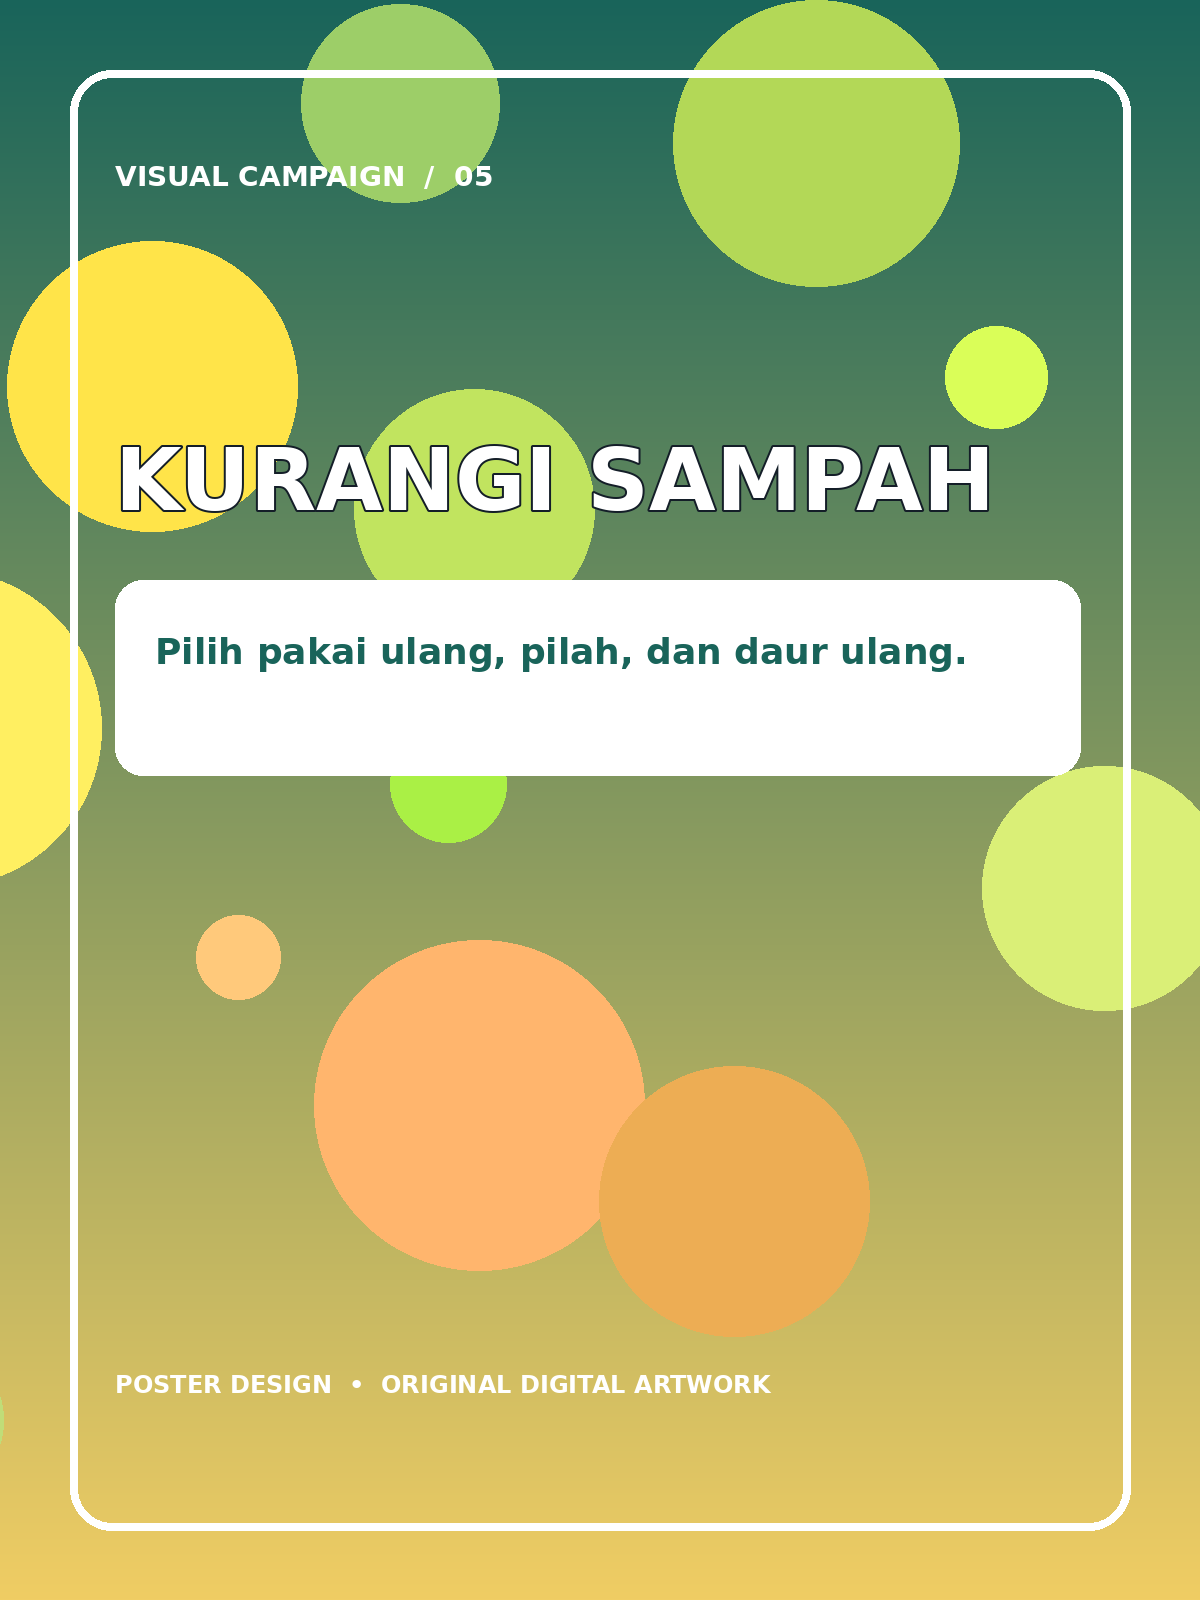 VISUAL CAMPAIGN / 05
KURANGI SAMPAH
Pilih pakai ulang, pilah, dan daur ulang.
POSTER DESIGN • ORIGINAL DIGITAL ARTWORK